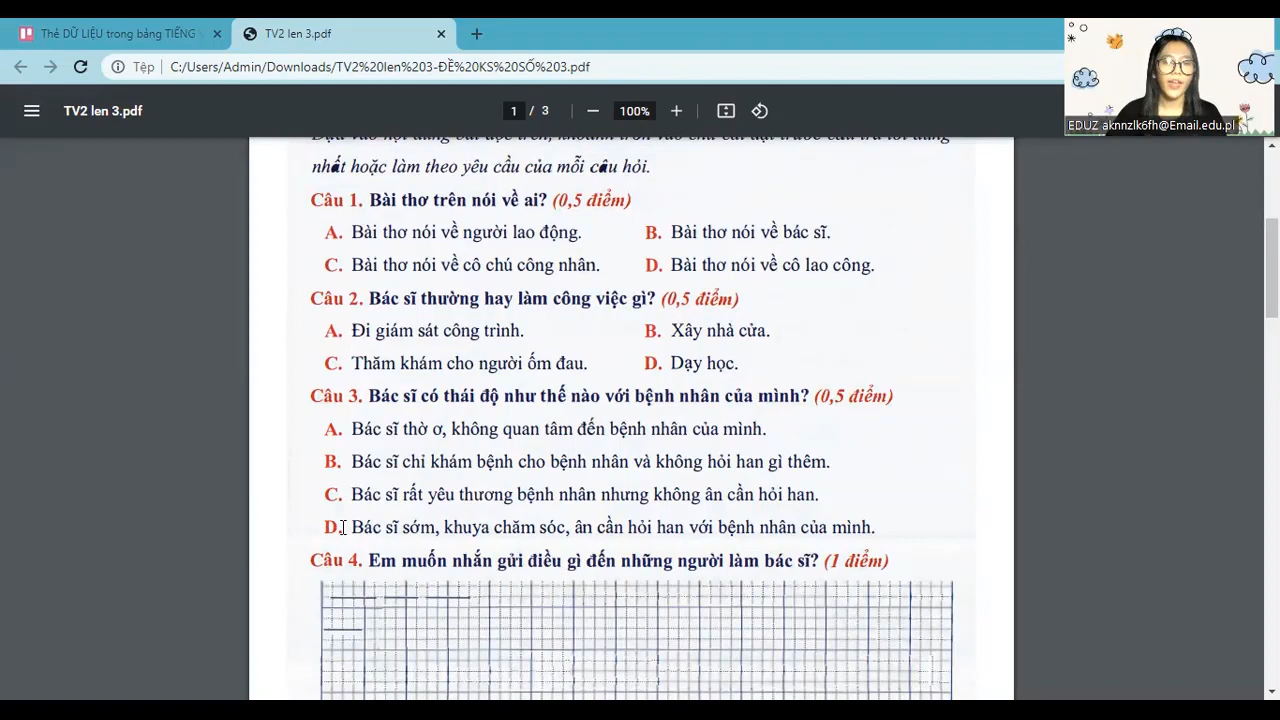 Thẻ DỮ LIỆU trong bảng TIẾNG
TV2 len 3.pdf
Tệp C:/Users/Admin/Downloads/TV2%20len%203-ĐỀ%20KS%20SỐ%203.pdf
TV2 len 3.pdf
1 / 3
100%
EDUZ aknnzlk6fh@Email.edu.pl
nhất hoặc làm theo yêu cầu của mỗi câu hỏi.
Câu 1. Bài thơ trên nói về ai? (0,5 điểm)
A. Bài thơ nói về người lao động. B. Bài thơ nói về bác sĩ.
C. Bài thơ nói về cô chú công nhân. D. Bài thơ nói về cô lao công.
Câu 2. Bác sĩ thường hay làm công việc gì? (0,5 điểm)
A. Đi giám sát công trình. B. Xây nhà cửa.
C. Thăm khám cho người ốm đau. D. Dạy học.
Câu 3. Bác sĩ có thái độ như thế nào với bệnh nhân của mình? (0,5 điểm)
A. Bác sĩ thờ ơ, không quan tâm đến bệnh nhân của mình.
B. Bác sĩ chỉ khám bệnh cho bệnh nhân và không hỏi han gì thêm.
C. Bác sĩ rất yêu thương bệnh nhân nhưng không ân cần hỏi han.
D. Bác sĩ sớm, khuya chăm sóc, ân cần hỏi han với bệnh nhân của mình.
Câu 4. Em muốn nhắn gửi điều gì đến những người làm bác sĩ? (1 điểm)